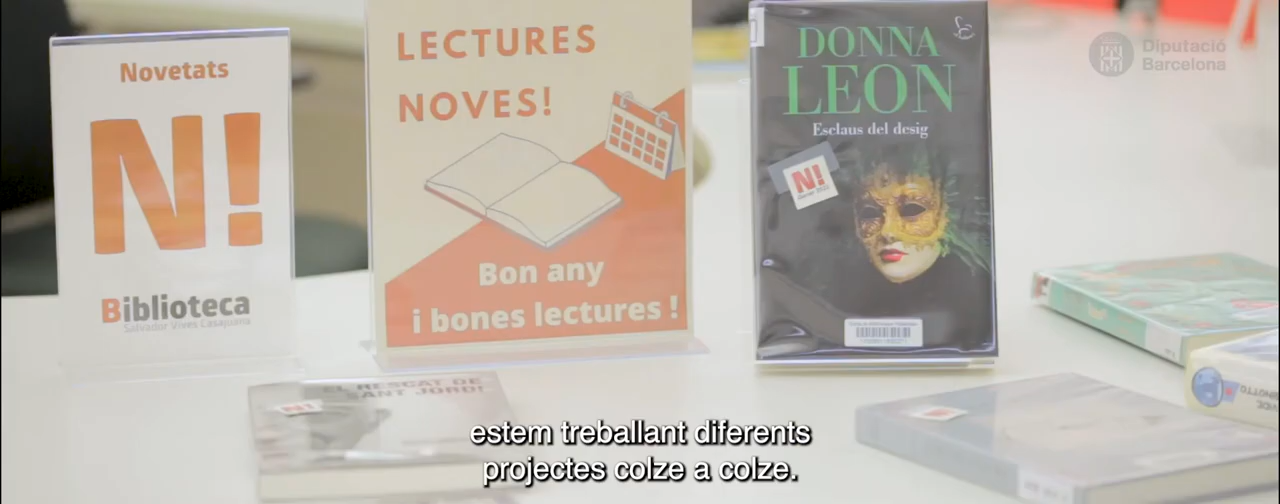 Novetats
N!
Biblioteca
Salvador Vives Casajuana
LECTURES
NOVES!
Bon any
i bones lectures !
DONNA
LEON
Esclaus del desig
N!
Diputació
Barcelona
EL RESCAT DE
SANT JORDI
N!
estem treballant diferents
projectes colze a colze.